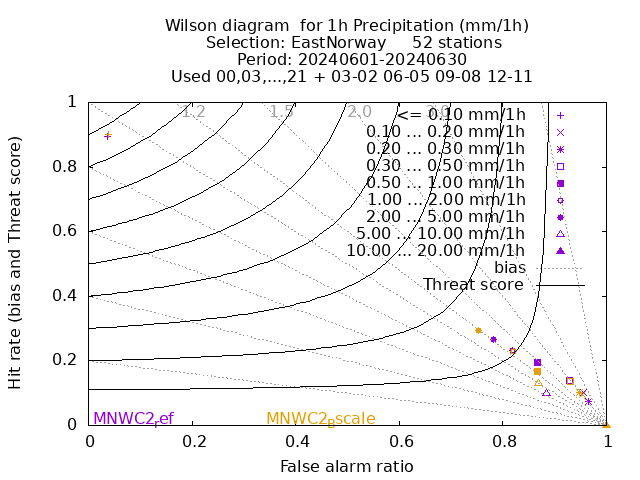 Wilson diagram  for 1h Precipitation (mm/1h)
Selection: EastNorway     52 stations
Period: 20240601-20240630
Used 00,03,...,21 + 03-02 06-05 09-08 12-11
1.2 1.5 2.0 3.0
<= 0.10 mm/1h
0.10 ... 0.20 mm/1h
0.20 ... 0.30 mm/1h
0.30 ... 0.50 mm/1h
0.50 ... 1.00 mm/1h
1.00 ... 2.00 mm/1h
2.00 ... 5.00 mm/1h
5.00 ... 10.00 mm/1h
10.00 ... 20.00 mm/1h
bias
Threat score
1
0.8
0.6
0.4
0.2
0
Hit rate (bias and Threat score)
MNWC2ref MNWC2Bscale
0 0.2 0.4 0.6 0.8 1
False alarm ratio